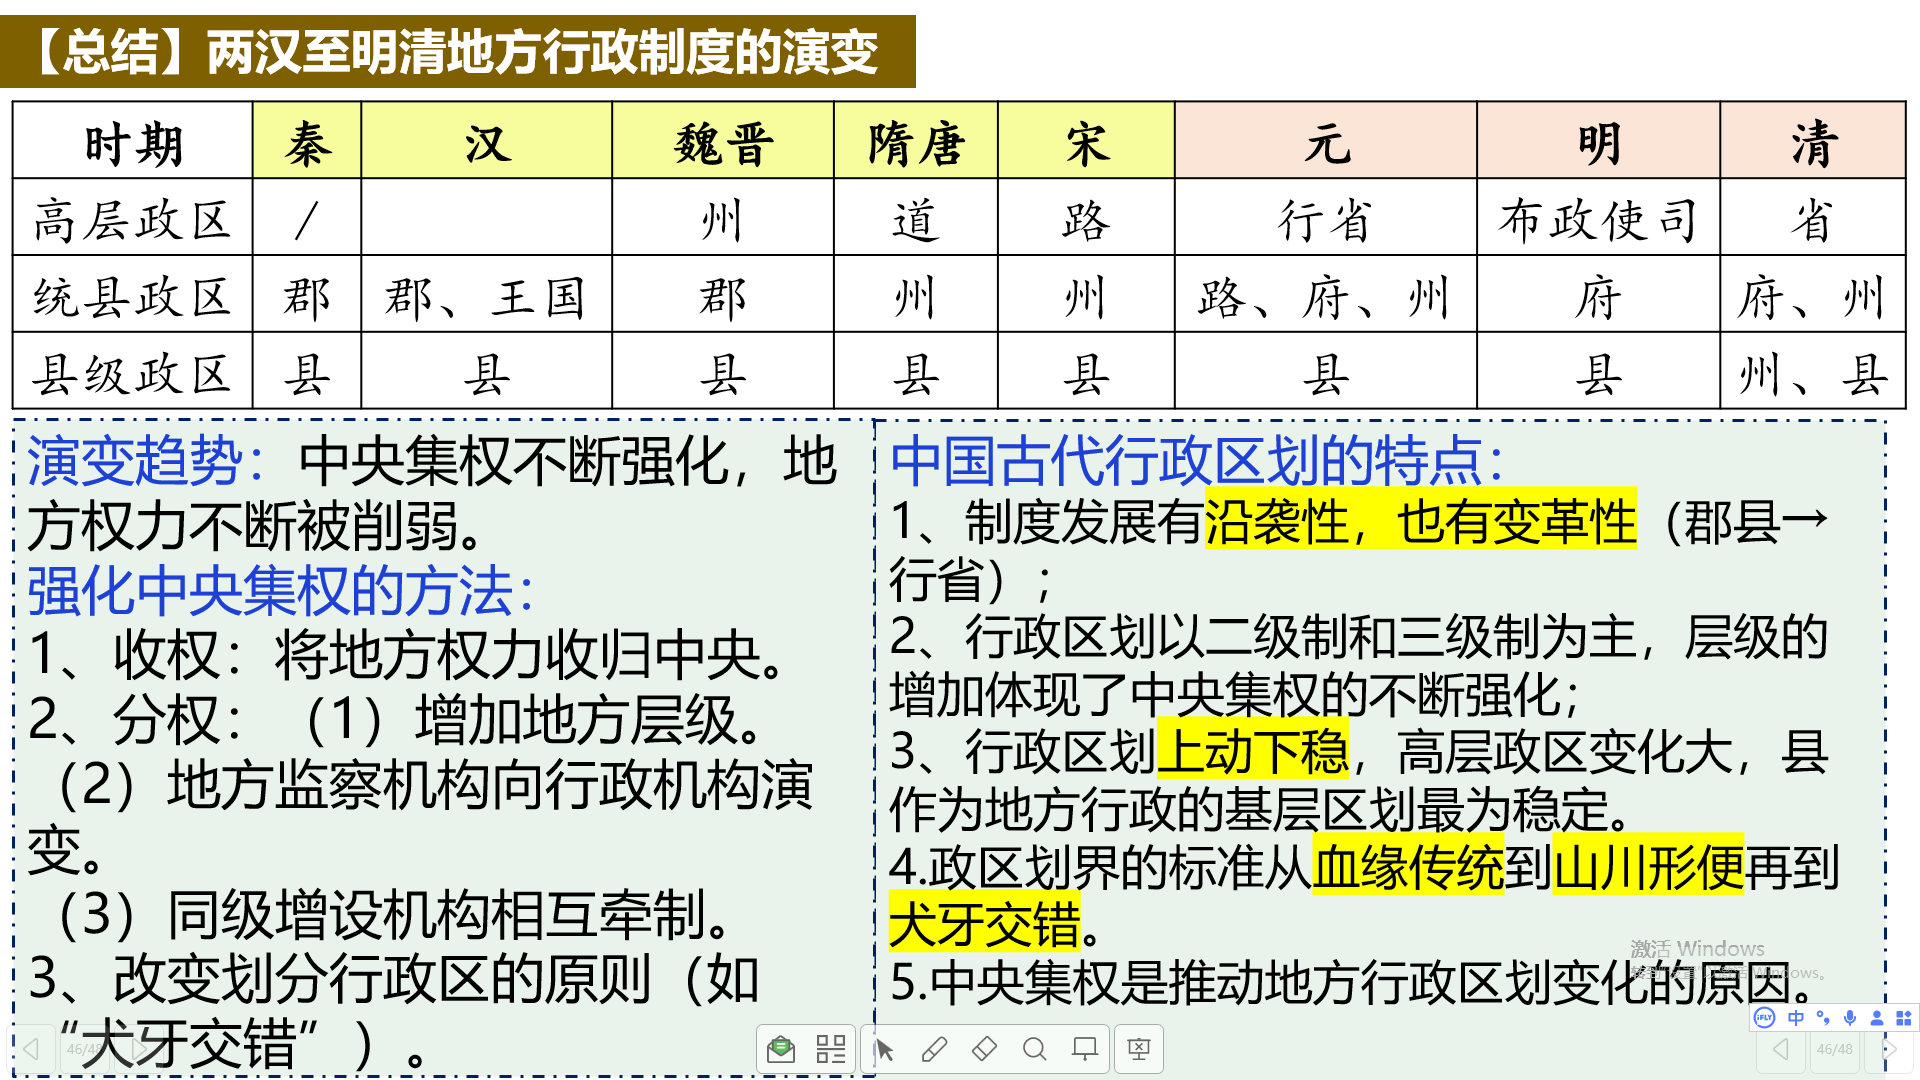 【总结】两汉至明清地方行政制度的演变
时期 秦 汉 魏晋 隋唐 宋 元 明 清
高层政区 / 州 道 路 行省 布政使司 省
统县政区 郡 郡、王国 郡 州 州 路、府、州 府 府、州
县级政区 县 县 县 县 县 县 县 州、县
演变趋势：中央集权不断强化，地
方权力不断被削弱。
强化中央集权的方法：
1、收权：将地方权力收归中央。
2、分权：（1）增加地方层级。
（2）地方监察机构向行政机构演
变。
（3）同级增设机构相互牵制。
3、改变划分行政区的原则（如
“犬牙交错”）。
中国古代行政区划的特点：
1、制度发展有沿袭性，也有变革性（郡县→
行省）；
2、行政区划以二级制和三级制为主，层级的
增加体现了中央集权的不断强化；
3、行政区划上动下稳，高层政区变化大，县
作为地方行政的基层区划最为稳定。
4.政区划界的标准从血缘传统到山川形便再到
犬牙交错。
5.中央集权是推动地方行政区划变化的原因。
激活 Windows
iFLY 中
46/48
46/48